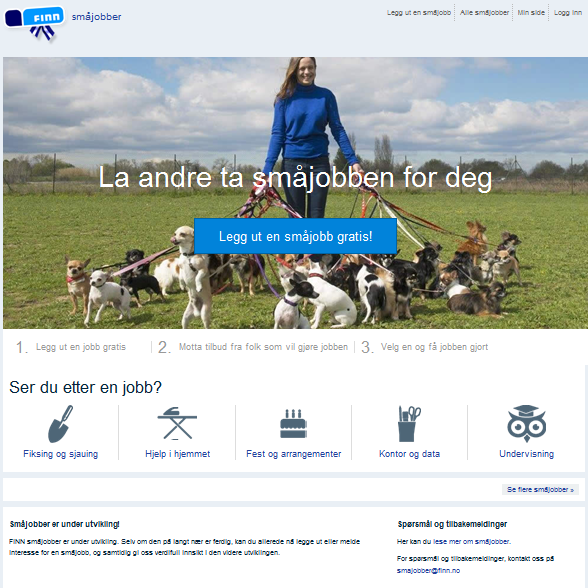 FINN småjobber
Legg ut en småjobb Alle småjobber Min side Logg inn
La andre ta småjobben for deg
Legg ut en småjobb gratis!
1. Legg ut en jobb gratis 2. Motta tilbud fra folk som vil gjøre jobben 3. Velg en og få jobben gjort
Ser du etter en jobb?
Fiksing og sjauing Hjelp i hjemmet Fest og arrangementer Kontor og data Undervisning
Se flere småjobber »
Småjobber er under utvikling!
FINN småjobber er under utvikling. Selv om den på langt nær er ferdig, kan du allerede nå legge ut eller melde
interesse for en småjobb, og samtidig gi oss verdifull innsikt i den videre utviklingen.
Spørsmål og tilbakemeldinger
Her kan du lese mer om småjobber.
For spørsmål og tilbakemeldinger, kontakt oss på
smajobber@finn.no